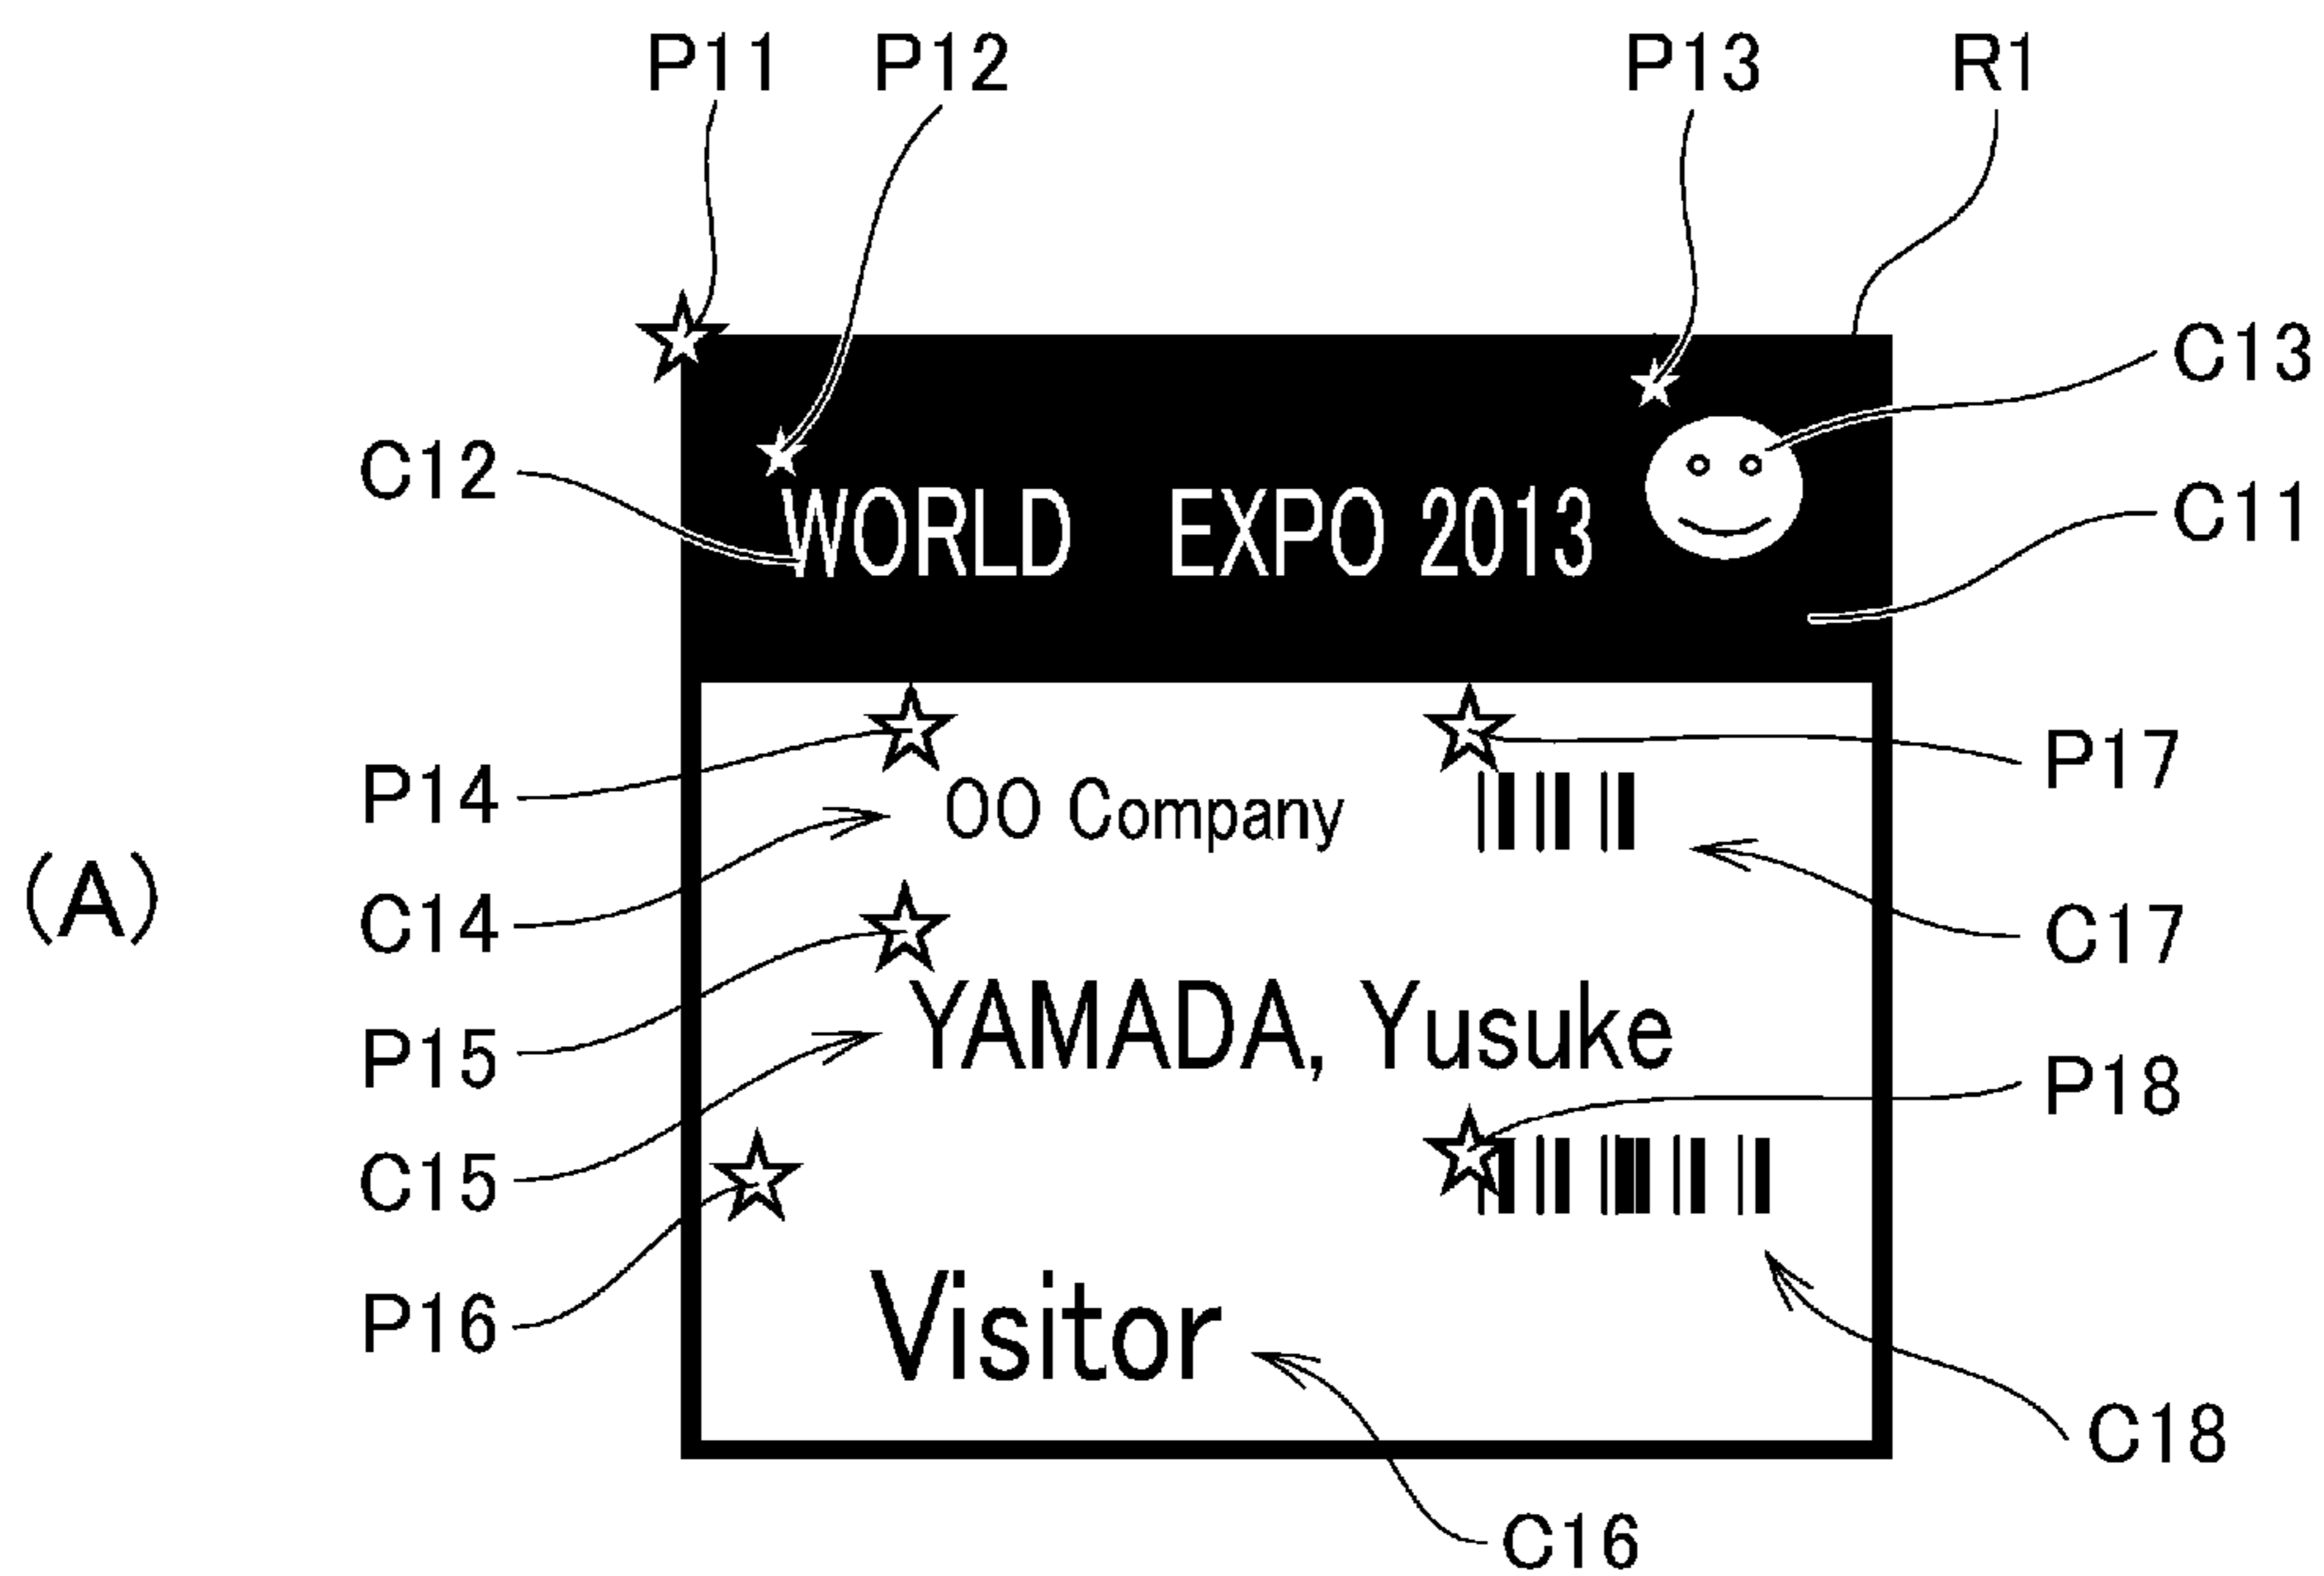 P11 P12 P13 R1
C13
C12
C11
WORLD EXPO 2013
P14
P17
OO Company
(A)
C14
C17
P15
YAMADA, Yusuke
P18
C15
P16
Visitor
C18
C16